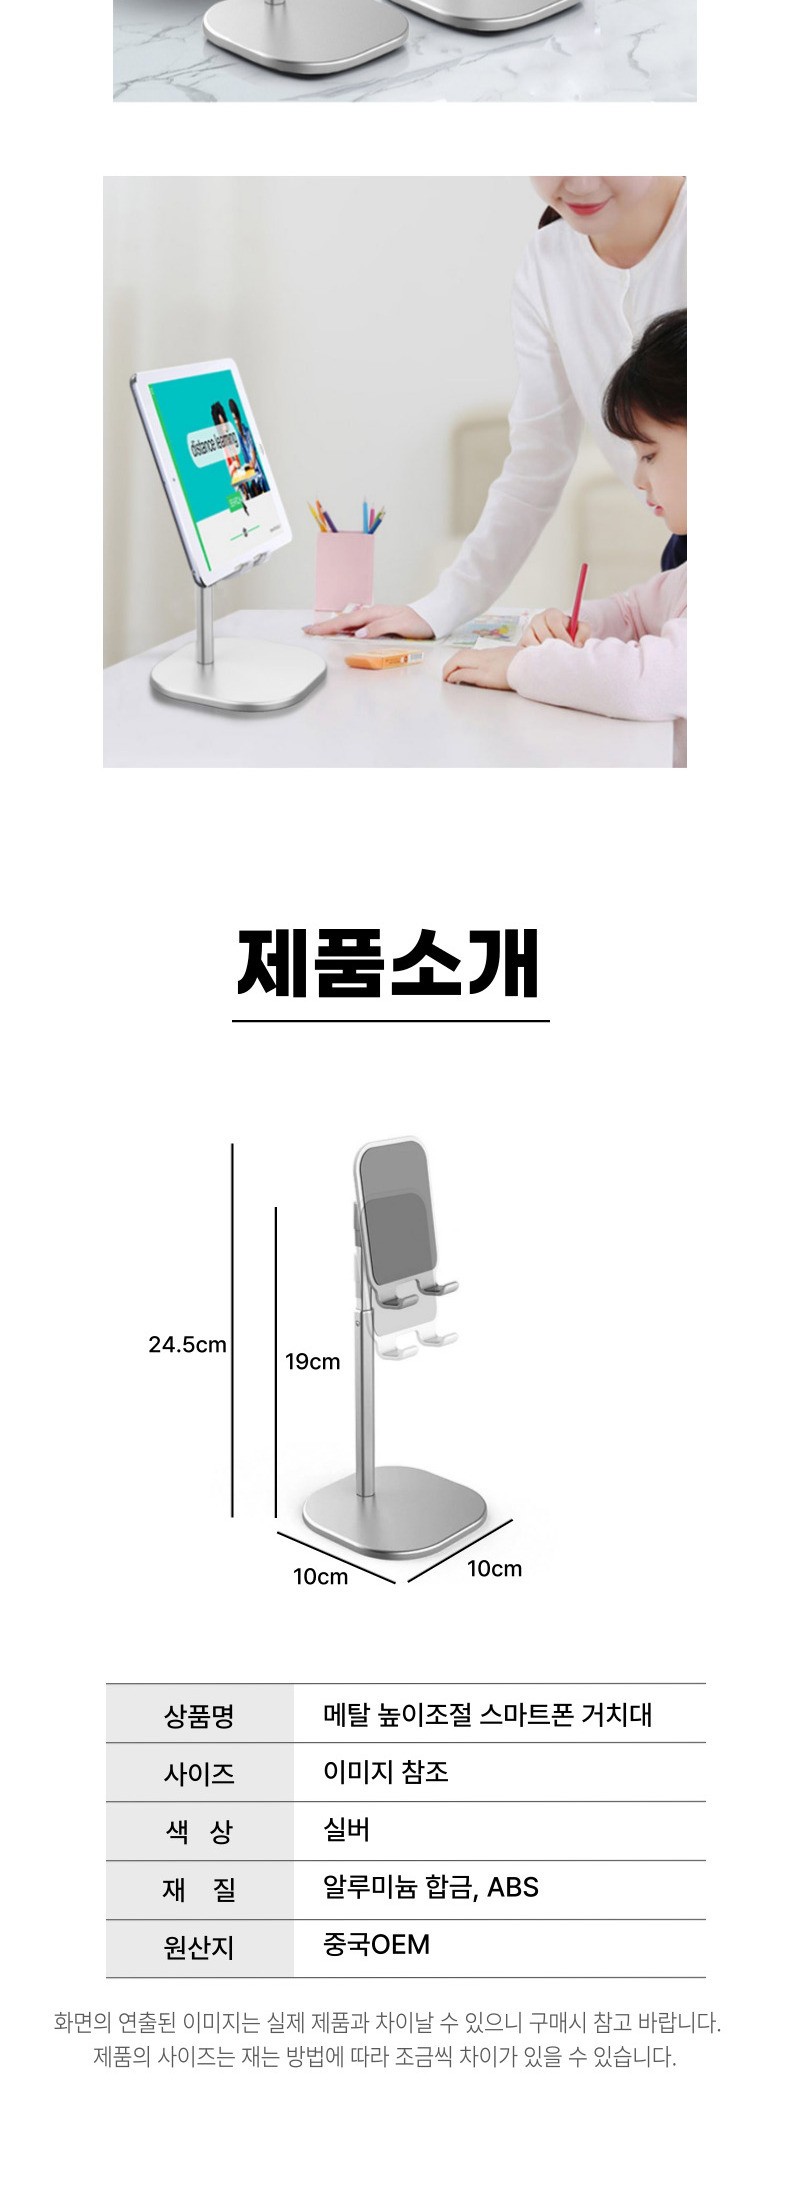 distance learning
제품소개
24.5cm
19cm
10cm
10cm
상품명 메탈 높이조절 스마트폰 거치대
사이즈 이미지 참조
색 상 실버
재 질 알루미늄 합금, ABS
원산지 중국OEM
화면의 연출된 이미지는 실제 제품과 차이날 수 있으니 구매시 참고 바랍니다.
제품의 사이즈는 재는 방법에 따라 조금씩 차이가 있을 수 있습니다.